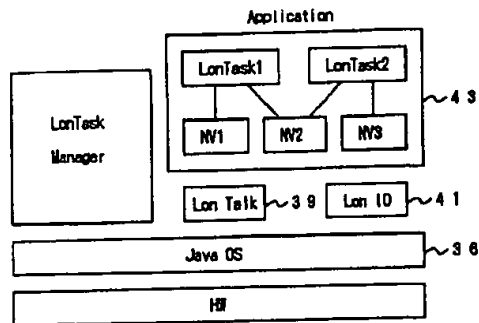 Application
LonTask1 LonTask2
43
LonTask
Manager
NV1 NV2 NV3
Lon Talk 39 Lon IO 41
Java OS 36
HW